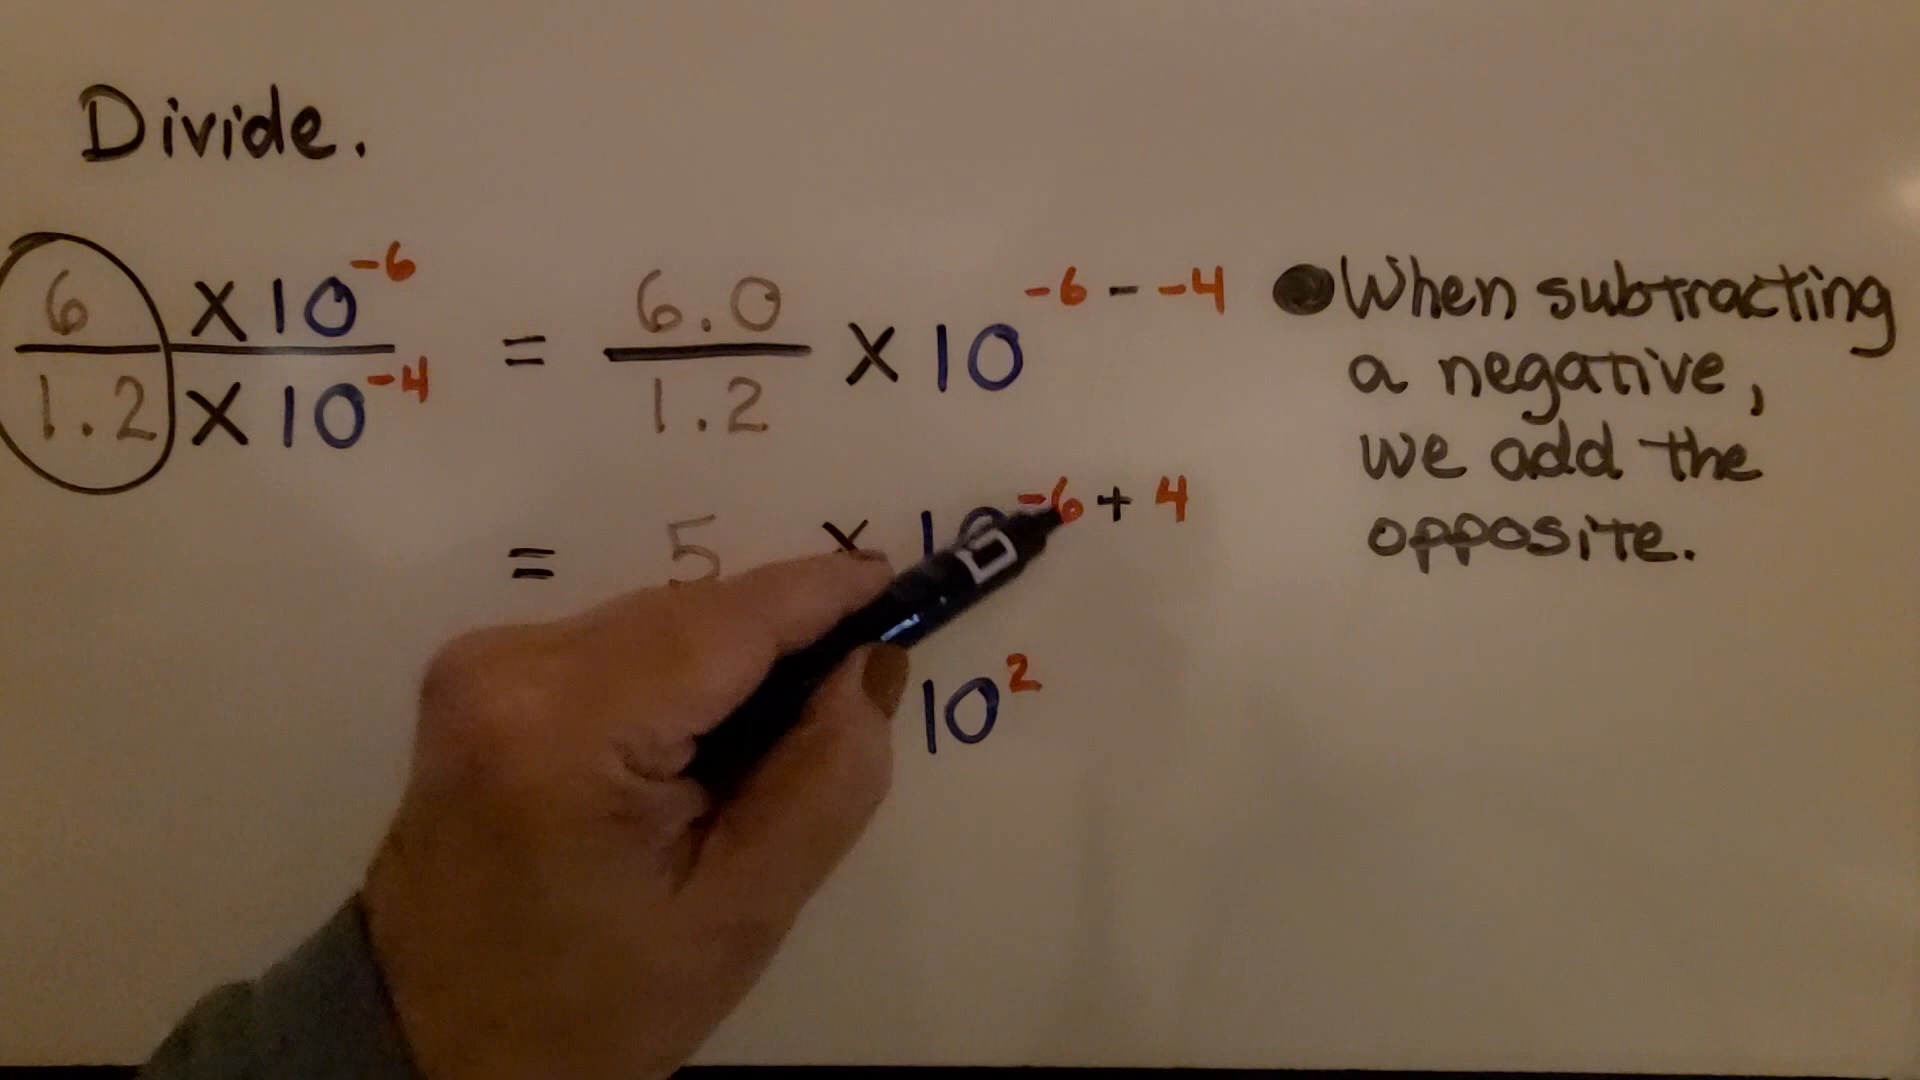 Divide.
6 × 10⁻⁶ / 1.2 × 10⁻⁴ = 6.0 / 1.2 × 10⁻⁶ ⁻ ⁻⁴
= 5 × 10⁻⁶ ⁺ ⁴
10²
● When subtracting
a negative,
we add the
opposite.